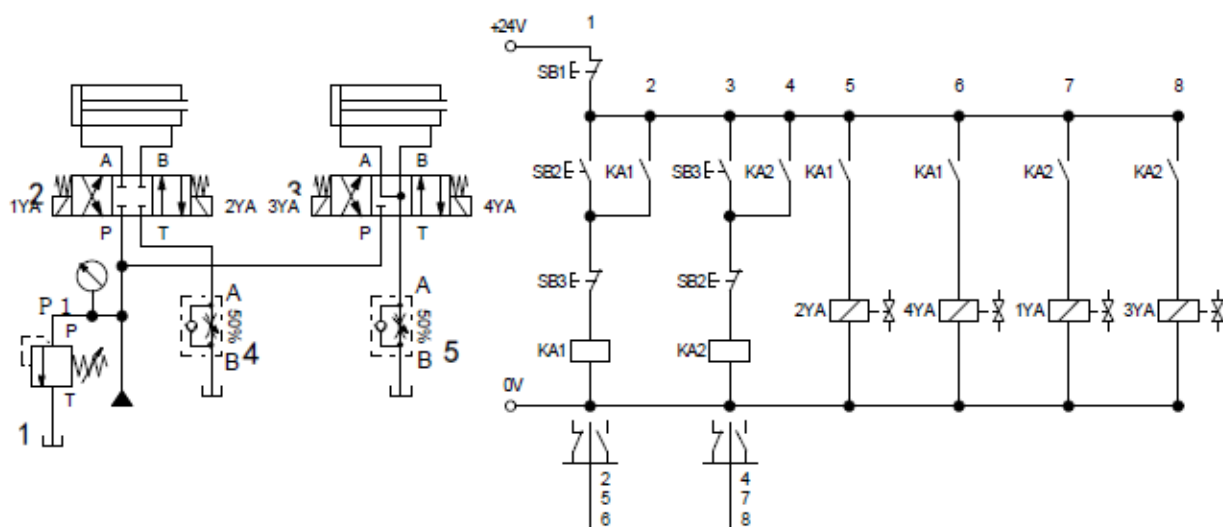 A B
2
1YA
2YA
P T
A B
3
3YA
4YA
P T
P 1
P
T
1
A
50%
B
4
A
50%
B
5
1
+24V
SB1
2 3 4 5 6 7 8
SB2 KA1 SB3 KA2 KA1 KA1 KA2 KA2
SB3 SB2
2YA 4YA 1YA 3YA
KA1 KA2
0V
2 4
5 7
6 8